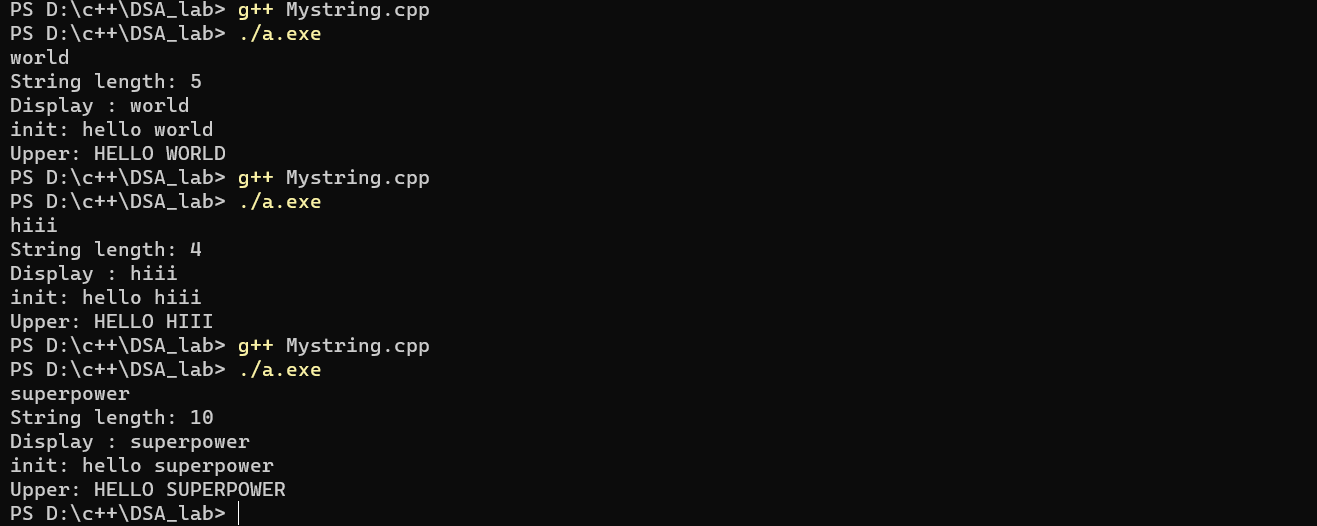 PS D:\c++\DSA_lab> g++ Mystring.cpp
PS D:\c++\DSA_lab> ./a.exe
world
String length: 5
Display : world
init: hello world
Upper: HELLO WORLD
PS D:\c++\DSA_lab> g++ Mystring.cpp
PS D:\c++\DSA_lab> ./a.exe
hiii
String length: 4
Display : hiii
init: hello hiii
Upper: HELLO HIII
PS D:\c++\DSA_lab> g++ Mystring.cpp
PS D:\c++\DSA_lab> ./a.exe
superpower
String length: 10
Display : superpower
init: hello superpower
Upper: HELLO SUPERPOWER
PS D:\c++\DSA_lab>